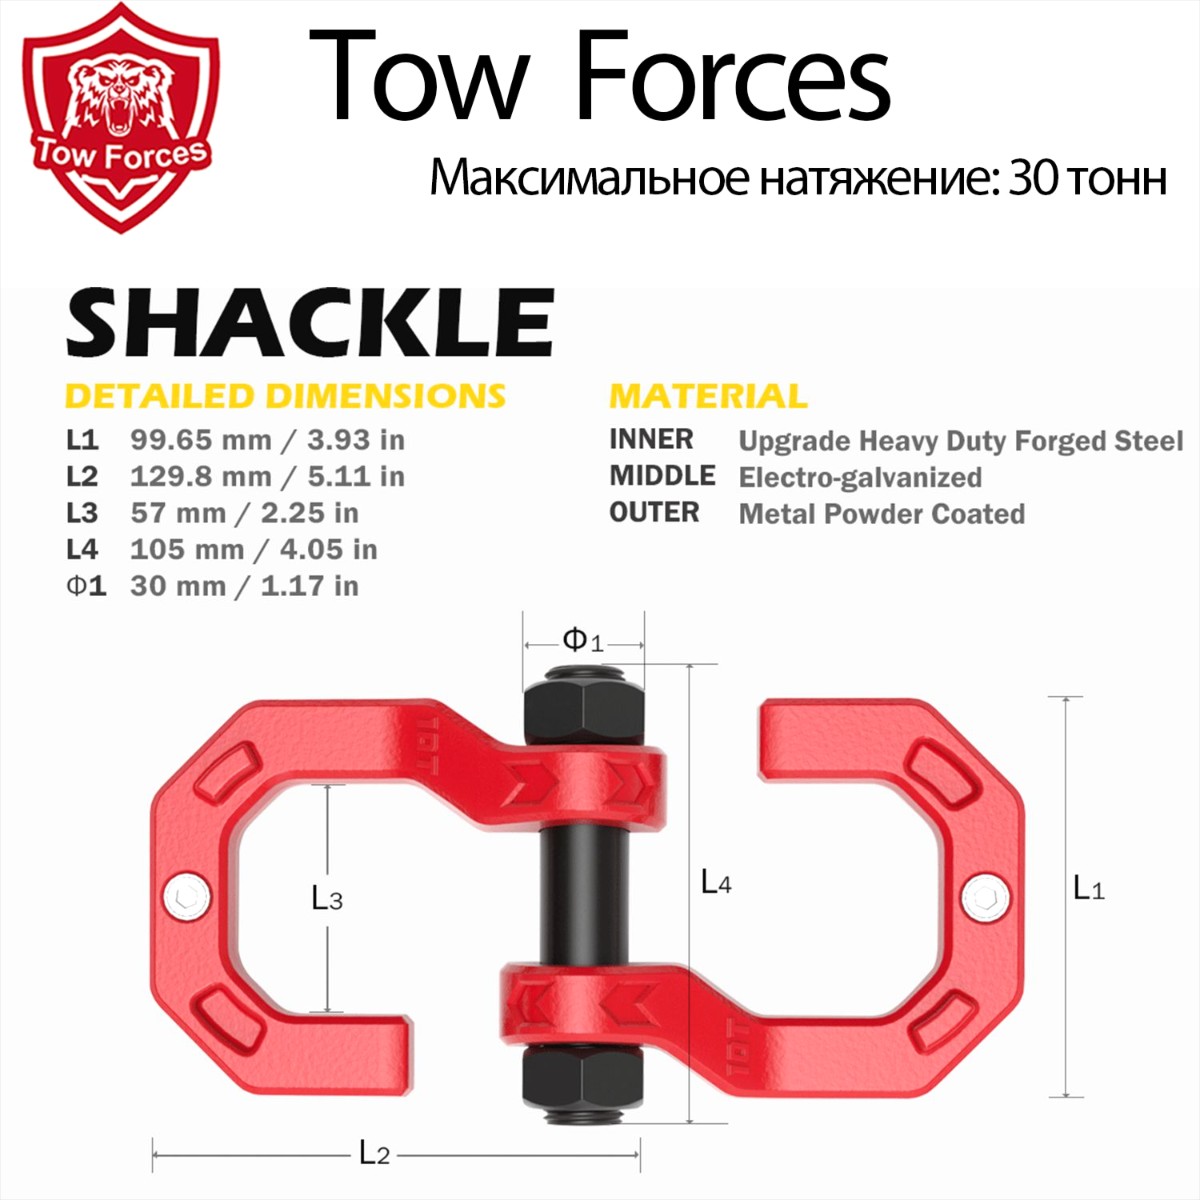 Tow Forces
Tow Forces
Максимальное натяжение: 30 тонн
SHACKLE
DETAILED DIMENSIONS
L1 99.65 mm / 3.93 in
L2 129.8 mm / 5.11 in
L3 57 mm / 2.25 in
L4 105 mm / 4.05 in
Φ1 30 mm / 1.17 in
MATERIAL
INNER Upgrade Heavy Duty Forged Steel
MIDDLE Electro-galvanized
OUTER Metal Powder Coated
Φ1
TDT
L3
L4
L1
TDT
L2